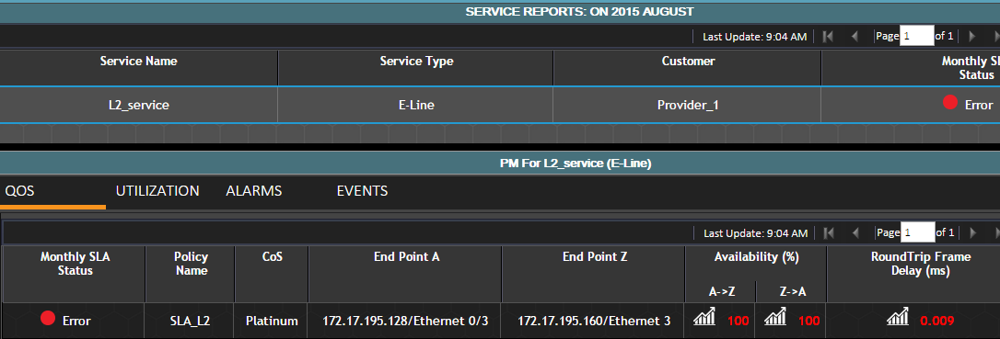 SERVICE REPORTS: ON 2015 AUGUST
Last Update: 9:04 AM Page 1 of 1
Service Name Service Type Customer Monthly SL
Status
L2_service E-Line Provider_1 Error
PM For L2_service (E-Line)
QOS UTILIZATION ALARMS EVENTS
Last Update: 9:04 AM Page 1 of 1
Monthly SLA Policy CoS End Point A End Point Z Availability (%) RoundTrip Frame
Status Name Delay (ms)
A->Z Z->A
Error SLA_L2 Platinum 172.17.195.128/Ethernet 0/3 172.17.195.160/Ethernet 3 100 100 0.009